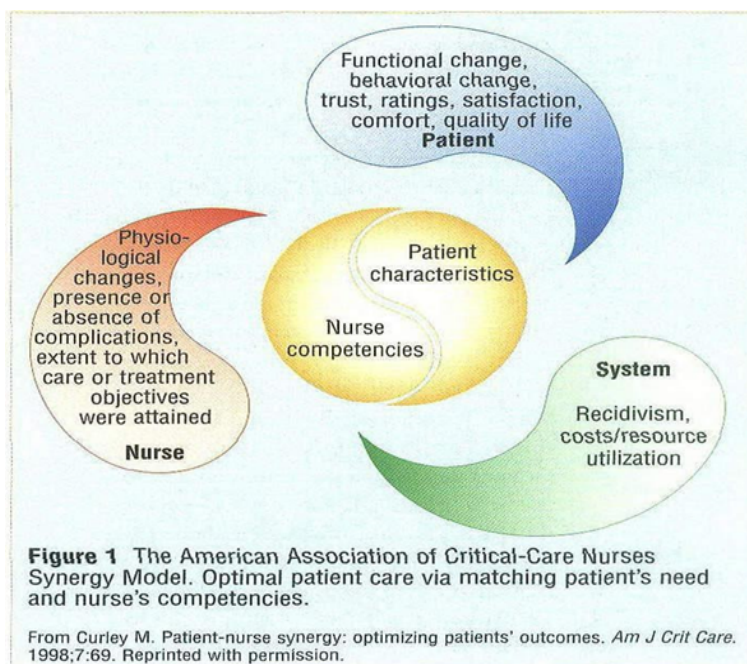 Functional change,
behavioral change,
trust, ratings, satisfaction,
comfort, quality of life
Patient
Physio-
logical
changes,
presence or
absence of
complications,
extent to which
care or treatment
objectives
were attained
Nurse
Patient
characteristics
Nurse
competencies
System
Recidivism,
costs/resource
utilization
Figure 1 The American Association of Critical-Care Nurses
Synergy Model. Optimal patient care via matching patient's need
and nurse's competencies.
From Curley M. Patient-nurse synergy: optimizing patients' outcomes. Am J Crit Care.
1998;7:69. Reprinted with permission.